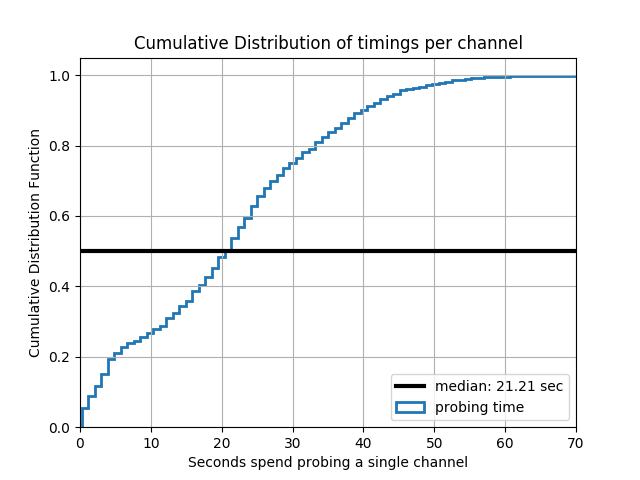 Cumulative Distribution of timings per channel
Cumulative Distribution Function
1.0
0.8
0.6
0.4
0.2
0.0
median: 21.21 sec
probing time
0 10 20 30 40 50 60 70
Seconds spend probing a single channel